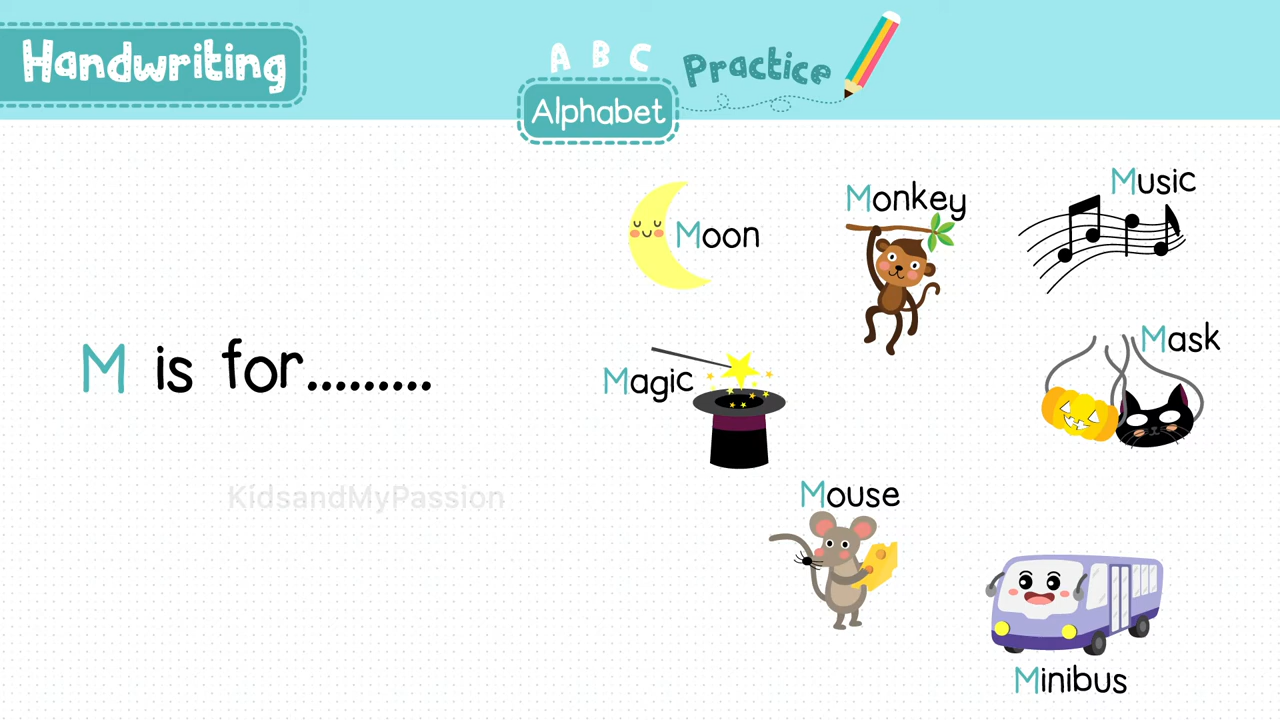 Handwriting
A B C
Practice
Alphabet
Music
Monkey
Moon
Mask
M is for.........
Magic
Mouse
KidsandMyPassion
Minibus